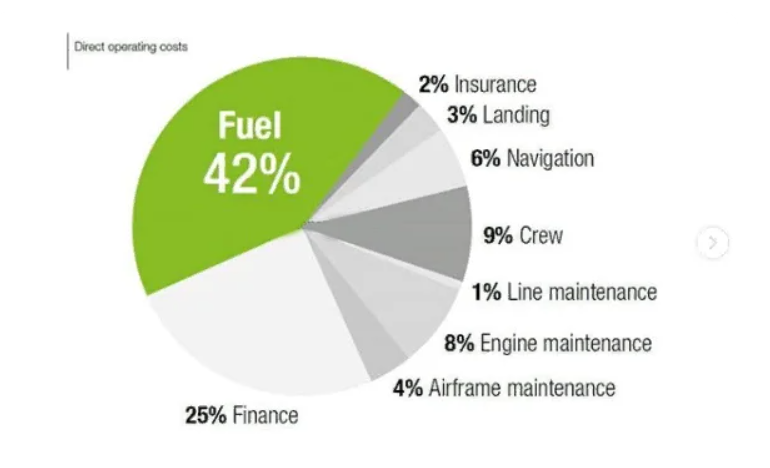 Direct operating costs
Fuel
42%
2% Insurance
3% Landing
6% Navigation
9% Crew
1% Line maintenance
8% Engine maintenance
4% Airframe maintenance
25% Finance